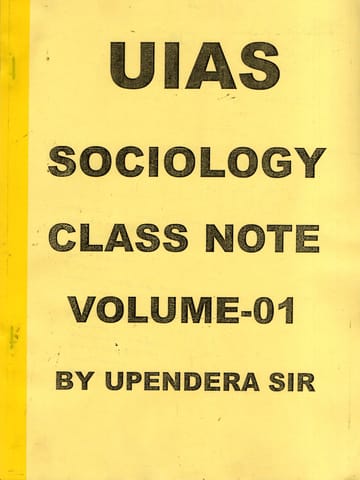 UIAS
SOCIOLOGY
CLASS NOTE
VOLUME-01
BY UPENDERA SIR